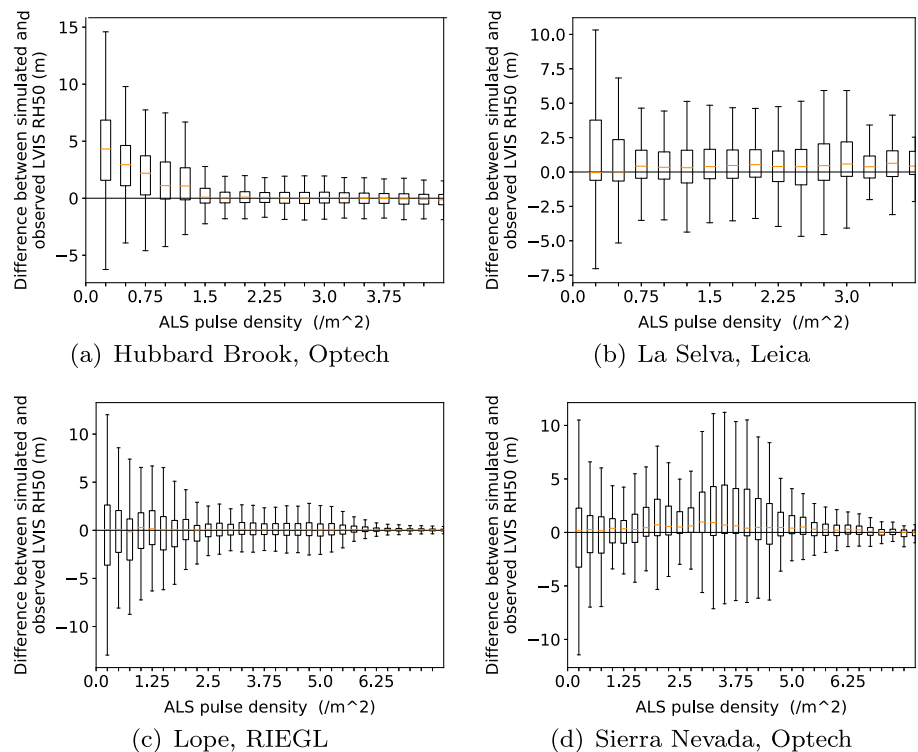 Difference between simulated and
observed LVIS RH50 (m)
15
10
5
0
−5
0.0 0.75 1.5 2.25 3.0 3.75
ALS pulse density (/m^2)
(a) Hubbard Brook, Optech
Difference between simulated and
observed LVIS RH50 (m)
10.0
7.5
5.0
2.5
0.0
−2.5
−5.0
−7.5
0.0 0.75 1.5 2.25 3.0
ALS pulse density (/m^2)
(b) La Selva, Leica
Difference between simulated and
observed LVIS RH50 (m)
10
5
0
−5
−10
0.0 1.25 2.5 3.75 5.0 6.25
ALS pulse density (/m^2)
(c) Lope, RIEGL
Difference between simulated and
observed LVIS RH50 (m)
10
5
0
−5
−10
0.0 1.25 2.5 3.75 5.0 6.25
ALS pulse density (/m^2)
(d) Sierra Nevada, Optech